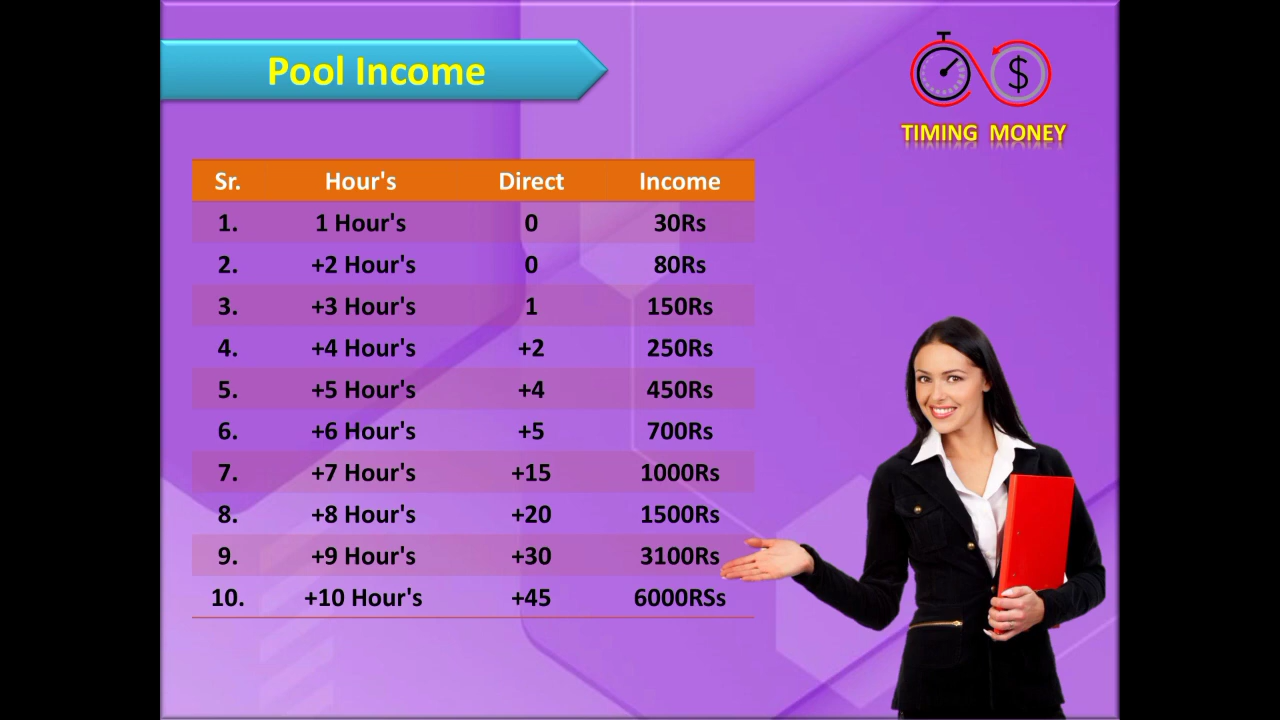 Pool Income
$
TIMING MONEY
Sr. Hour's Direct Income
1. 1 Hour's 0 30Rs
2. +2 Hour's 0 80Rs
3. +3 Hour's 1 150Rs
4. +4 Hour's +2 250Rs
5. +5 Hour's +4 450Rs
6. +6 Hour's +5 700Rs
7. +7 Hour's +15 1000Rs
8. +8 Hour's +20 1500Rs
9. +9 Hour's +30 3100Rs
10. +10 Hour's +45 6000RSs